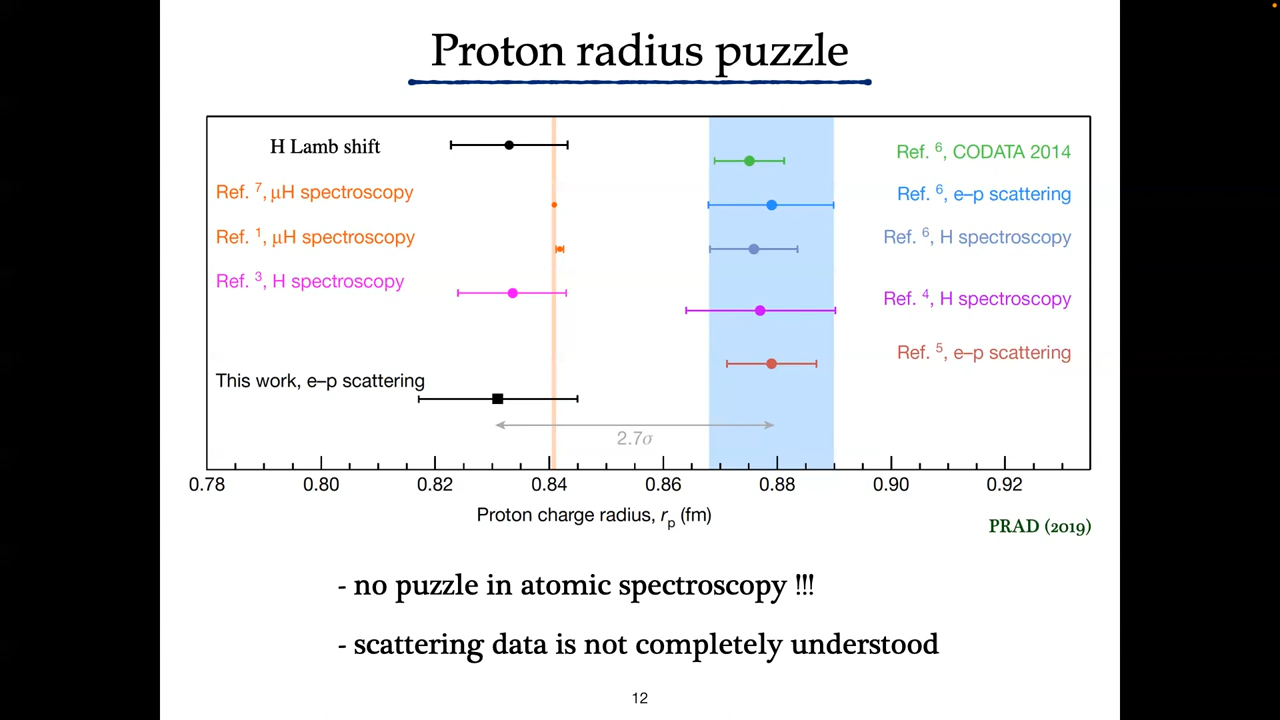 Proton radius puzzle
H Lamb shift
Ref. ⁶, CODATA 2014
Ref. ⁷, μH spectroscopy
Ref. ⁶, e–p scattering
Ref. ¹, μH spectroscopy
Ref. ⁶, H spectroscopy
Ref. ³, H spectroscopy
Ref. ⁴, H spectroscopy
Ref. ⁵, e–p scattering
This work, e–p scattering
2.7σ
0.78 0.80 0.82 0.84 0.86 0.88 0.90 0.92
Proton charge radius, rₚ (fm)
PRAD (2019)
- no puzzle in atomic spectroscopy !!!
- scattering data is not completely understood
12